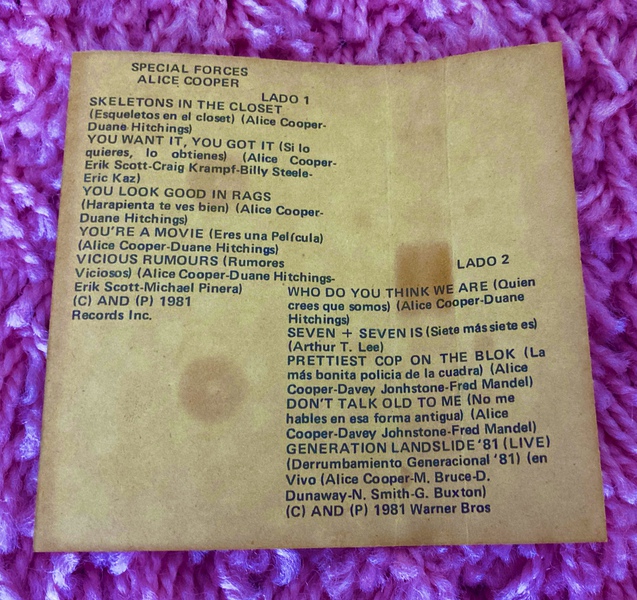 SPECIAL FORCES
ALICE COOPER
LADO 1
SKELETONS IN THE CLOSET
(Esqueletos en el closet) (Alice Cooper-
Duane Hitchings)
YOU WANT IT, YOU GOT IT (Si lo
quieres, lo obtienes) (Alice Cooper-
Erik Scott-Craig Krampf-Billy Steele-
Eric Kaz)
YOU LOOK GOOD IN RAGS
(Harapienta te ves bien) (Alice Cooper-
Duane Hitchings)
YOU'RE A MOVIE (Eres una Película)
(Alice Cooper-Duane Hitchings)
VICIOUS RUMOURS (Rumores
Viciosos) (Alice Cooper-Duane Hitchings-
Erik Scott-Michael Pinera)
(C) AND (P) 1981
Records Inc.
LADO 2
WHO DO YOU THINK WE ARE (Quien
crees que somos) (Alice Cooper-Duane
Hitchings)
SEVEN + SEVEN IS (Siete más siete es)
(Arthur T. Lee)
PRETTIEST COP ON THE BLOK (La
más bonita policia de la cuadra) (Alice
Cooper-Davey Jonhstone-Fred Mandel)
DON'T TALK OLD TO ME (No me
hables en esa forma antigua) (Alice
Cooper-Davey Johnstone-Fred Mandel)
GENERATION LANDSLIDE '81 (LIVE)
(Derrumbamiento Generacional '81) (en
Vivo (Alice Cooper-M. Bruce-D.
Dunaway-N. Smith-G. Buxton)
(C) AND (P) 1981 Warner Bros